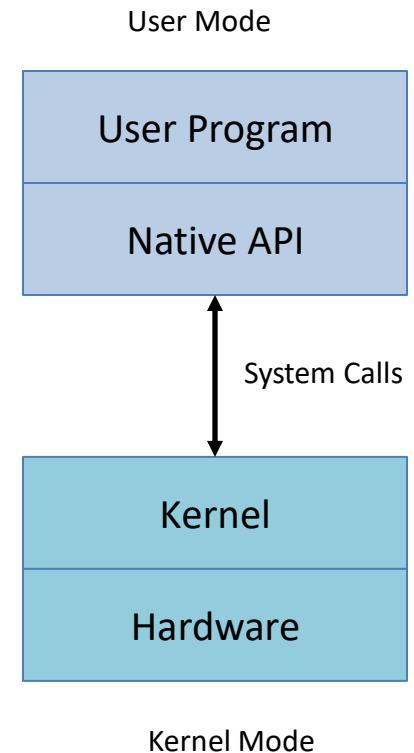 User Mode
User Program
Native API
System Calls
Kernel
Hardware
Kernel Mode